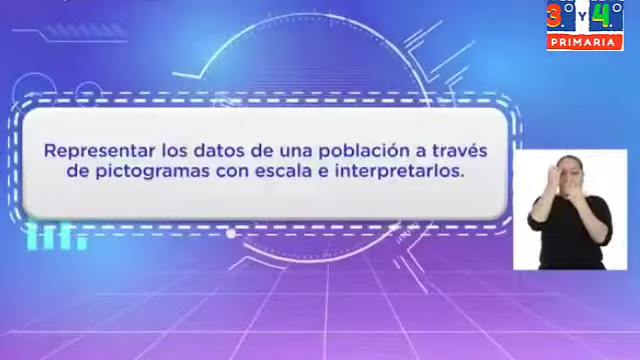 3.° Y 4.°
PRIMARIA
Representar los datos de una población a través
de pictogramas con escala e interpretarlos.